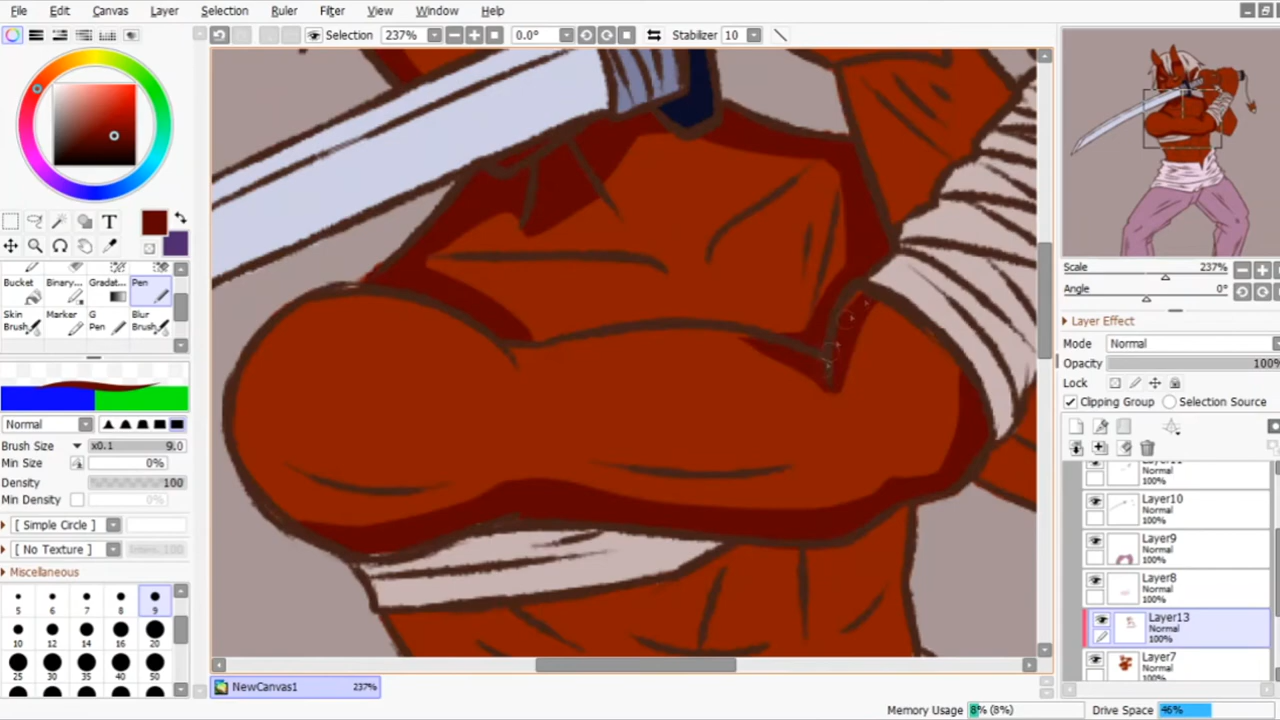 File Edit Layer Selection Ruler Filter View Window Help
Selection 237% 0.0° Stabilizer 10
T
Bucket Binary... Gradat... Pen
Skin Brush Marker G Pen Blur Brush
Normal
Brush Size x0.1 9.0
Min Size 0%
Density 100
Min Density 0%
[ Simple Circle ]
[ No Texture ]
Miscellaneous
5 6 7 8 9
10 12 14 16 20
25 30 35 40 50
NewCanvas1 237%
Scale 237%
Angle 0°
Layer Effect
Mode Normal
Opacity 100%
Lock
Clipping Group Selection Source
Normal
100%
Layer10
Normal
100%
Layer9
Normal
100%
Layer8
Normal
100%
Layer13
Normal
100%
Layer7
Normal
100%
Memory Usage 8% (8%) Drive Space 46%